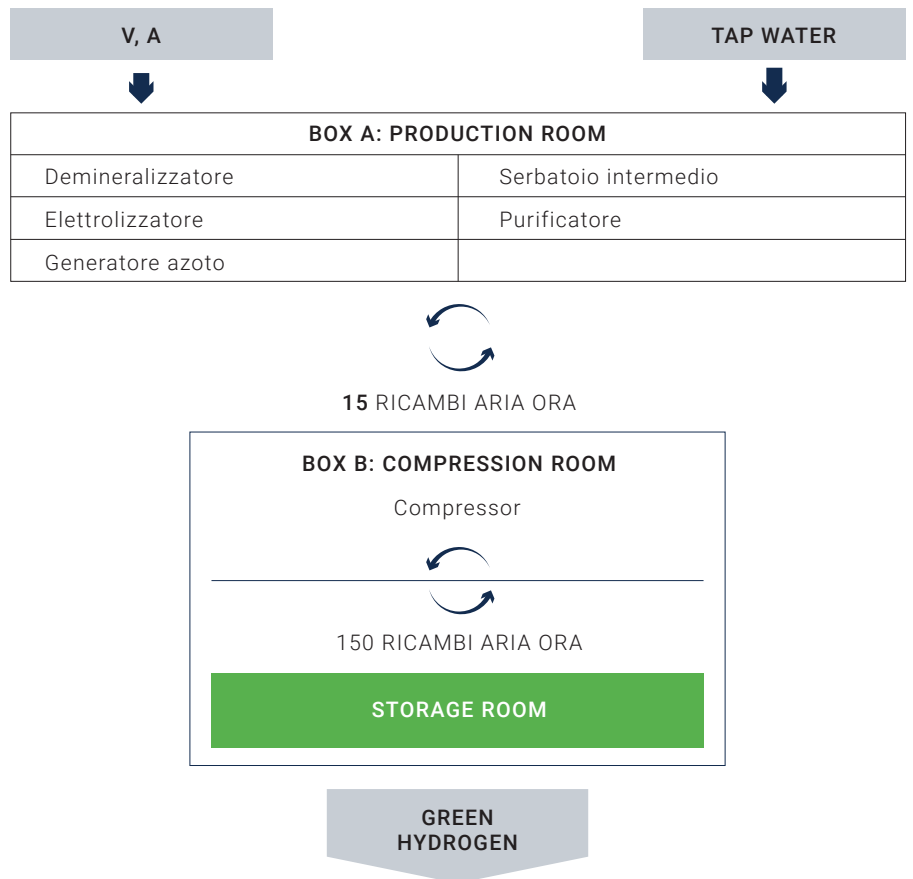 V, A
TAP WATER
BOX A: PRODUCTION ROOM
Demineralizzatore
Serbatoio intermedio
Elettrolizzatore
Purificatore
Generatore azoto
15 RICAMBI ARIA ORA
BOX B: COMPRESSION ROOM
Compressor
150 RICAMBI ARIA ORA
STORAGE ROOM
GREEN
HYDROGEN